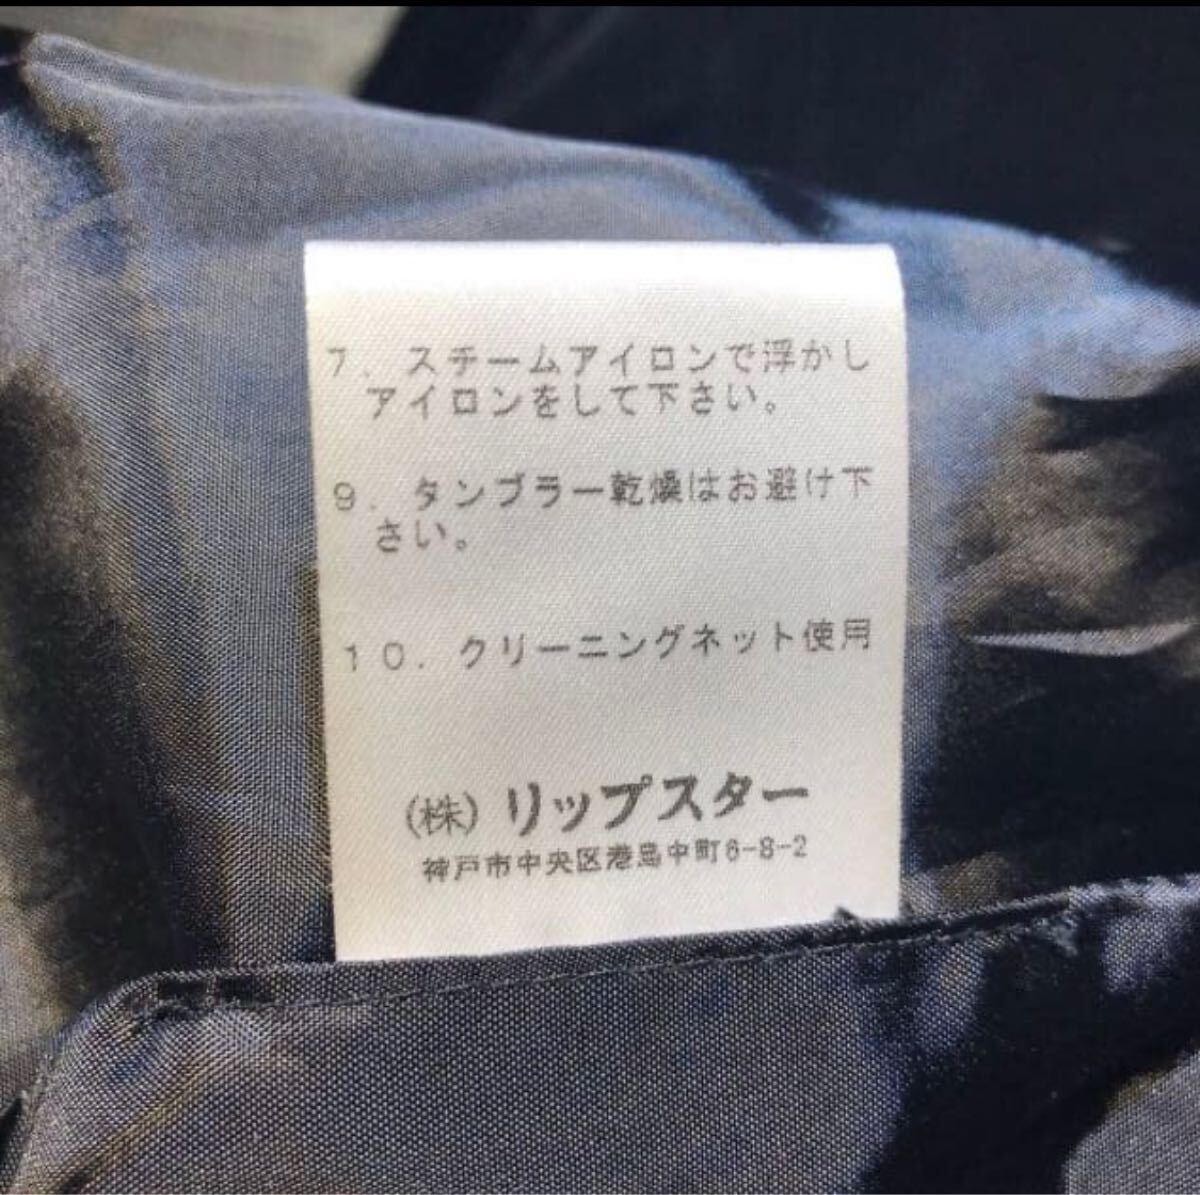 7．スチームアイロンで浮かし
アイロンをして下さい。
9．タンブラー乾燥はお避け下
さい。
10．クリーニングネット使用
(株)リップスター
神戸市中央区港島中町6-8-2